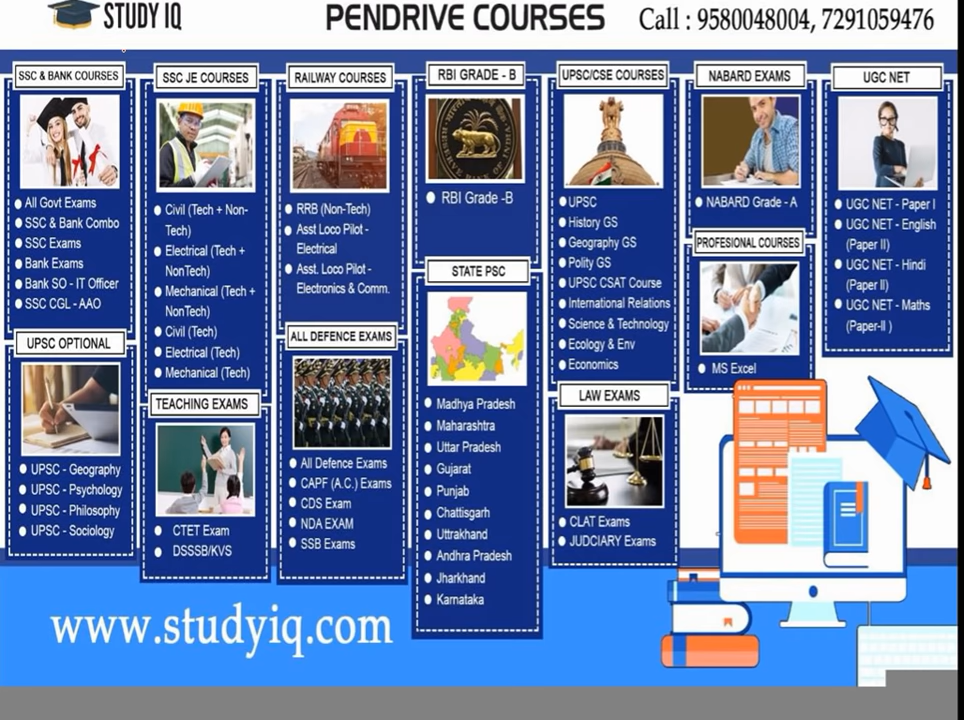 STUDY IQ
PENDRIVE COURSES
Call : 9580048004, 7291059476
SSC & BANK COURSES
All Govt Exams
SSC & Bank Combo
SSC Exams
Bank Exams
Bank SO - IT Officer
SSC CGL - AAO
UPSC OPTIONAL
UPSC - Geography
UPSC - Psychology
UPSC - Philosophy
UPSC - Sociology
SSC JE COURSES
Civil (Tech + Non-
Tech)
Electrical (Tech +
NonTech)
Mechanical (Tech +
NonTech)
Civil (Tech)
Electrical (Tech)
Mechanical (Tech)
TEACHING EXAMS
CTET Exam
DSSSB/KVS
RAILWAY COURSES
RRB (Non-Tech)
Asst Loco Pilot -
Electrical
Asst. Loco Pilot -
Electronics & Comm.
ALL DEFENCE EXAMS
All Defence Exams
CAPF (A.C.) Exams
CDS Exam
NDA EXAM
SSB Exams
RBI GRADE - B
RBI Grade -B
STATE PSC
Madhya Pradesh
Maharashtra
Uttar Pradesh
Gujarat
Punjab
Chattisgarh
Uttrakhand
Andhra Pradesh
Jharkhand
Karnataka
UPSC/CSE COURSES
UPSC
History GS
Geography GS
Polity GS
UPSC CSAT Course
International Relations
Science & Technology
Ecology & Env
Economics
LAW EXAMS
CLAT Exams
JUDCIARY Exams
NABARD EXAMS
NABARD Grade - A
PROFESIONAL COURSES
MS Excel
UGC NET
UGC NET - Paper I
UGC NET - English
(Paper II)
UGC NET - Hindi
(Paper II)
UGC NET - Maths
(Paper-II )
www.studyiq.com